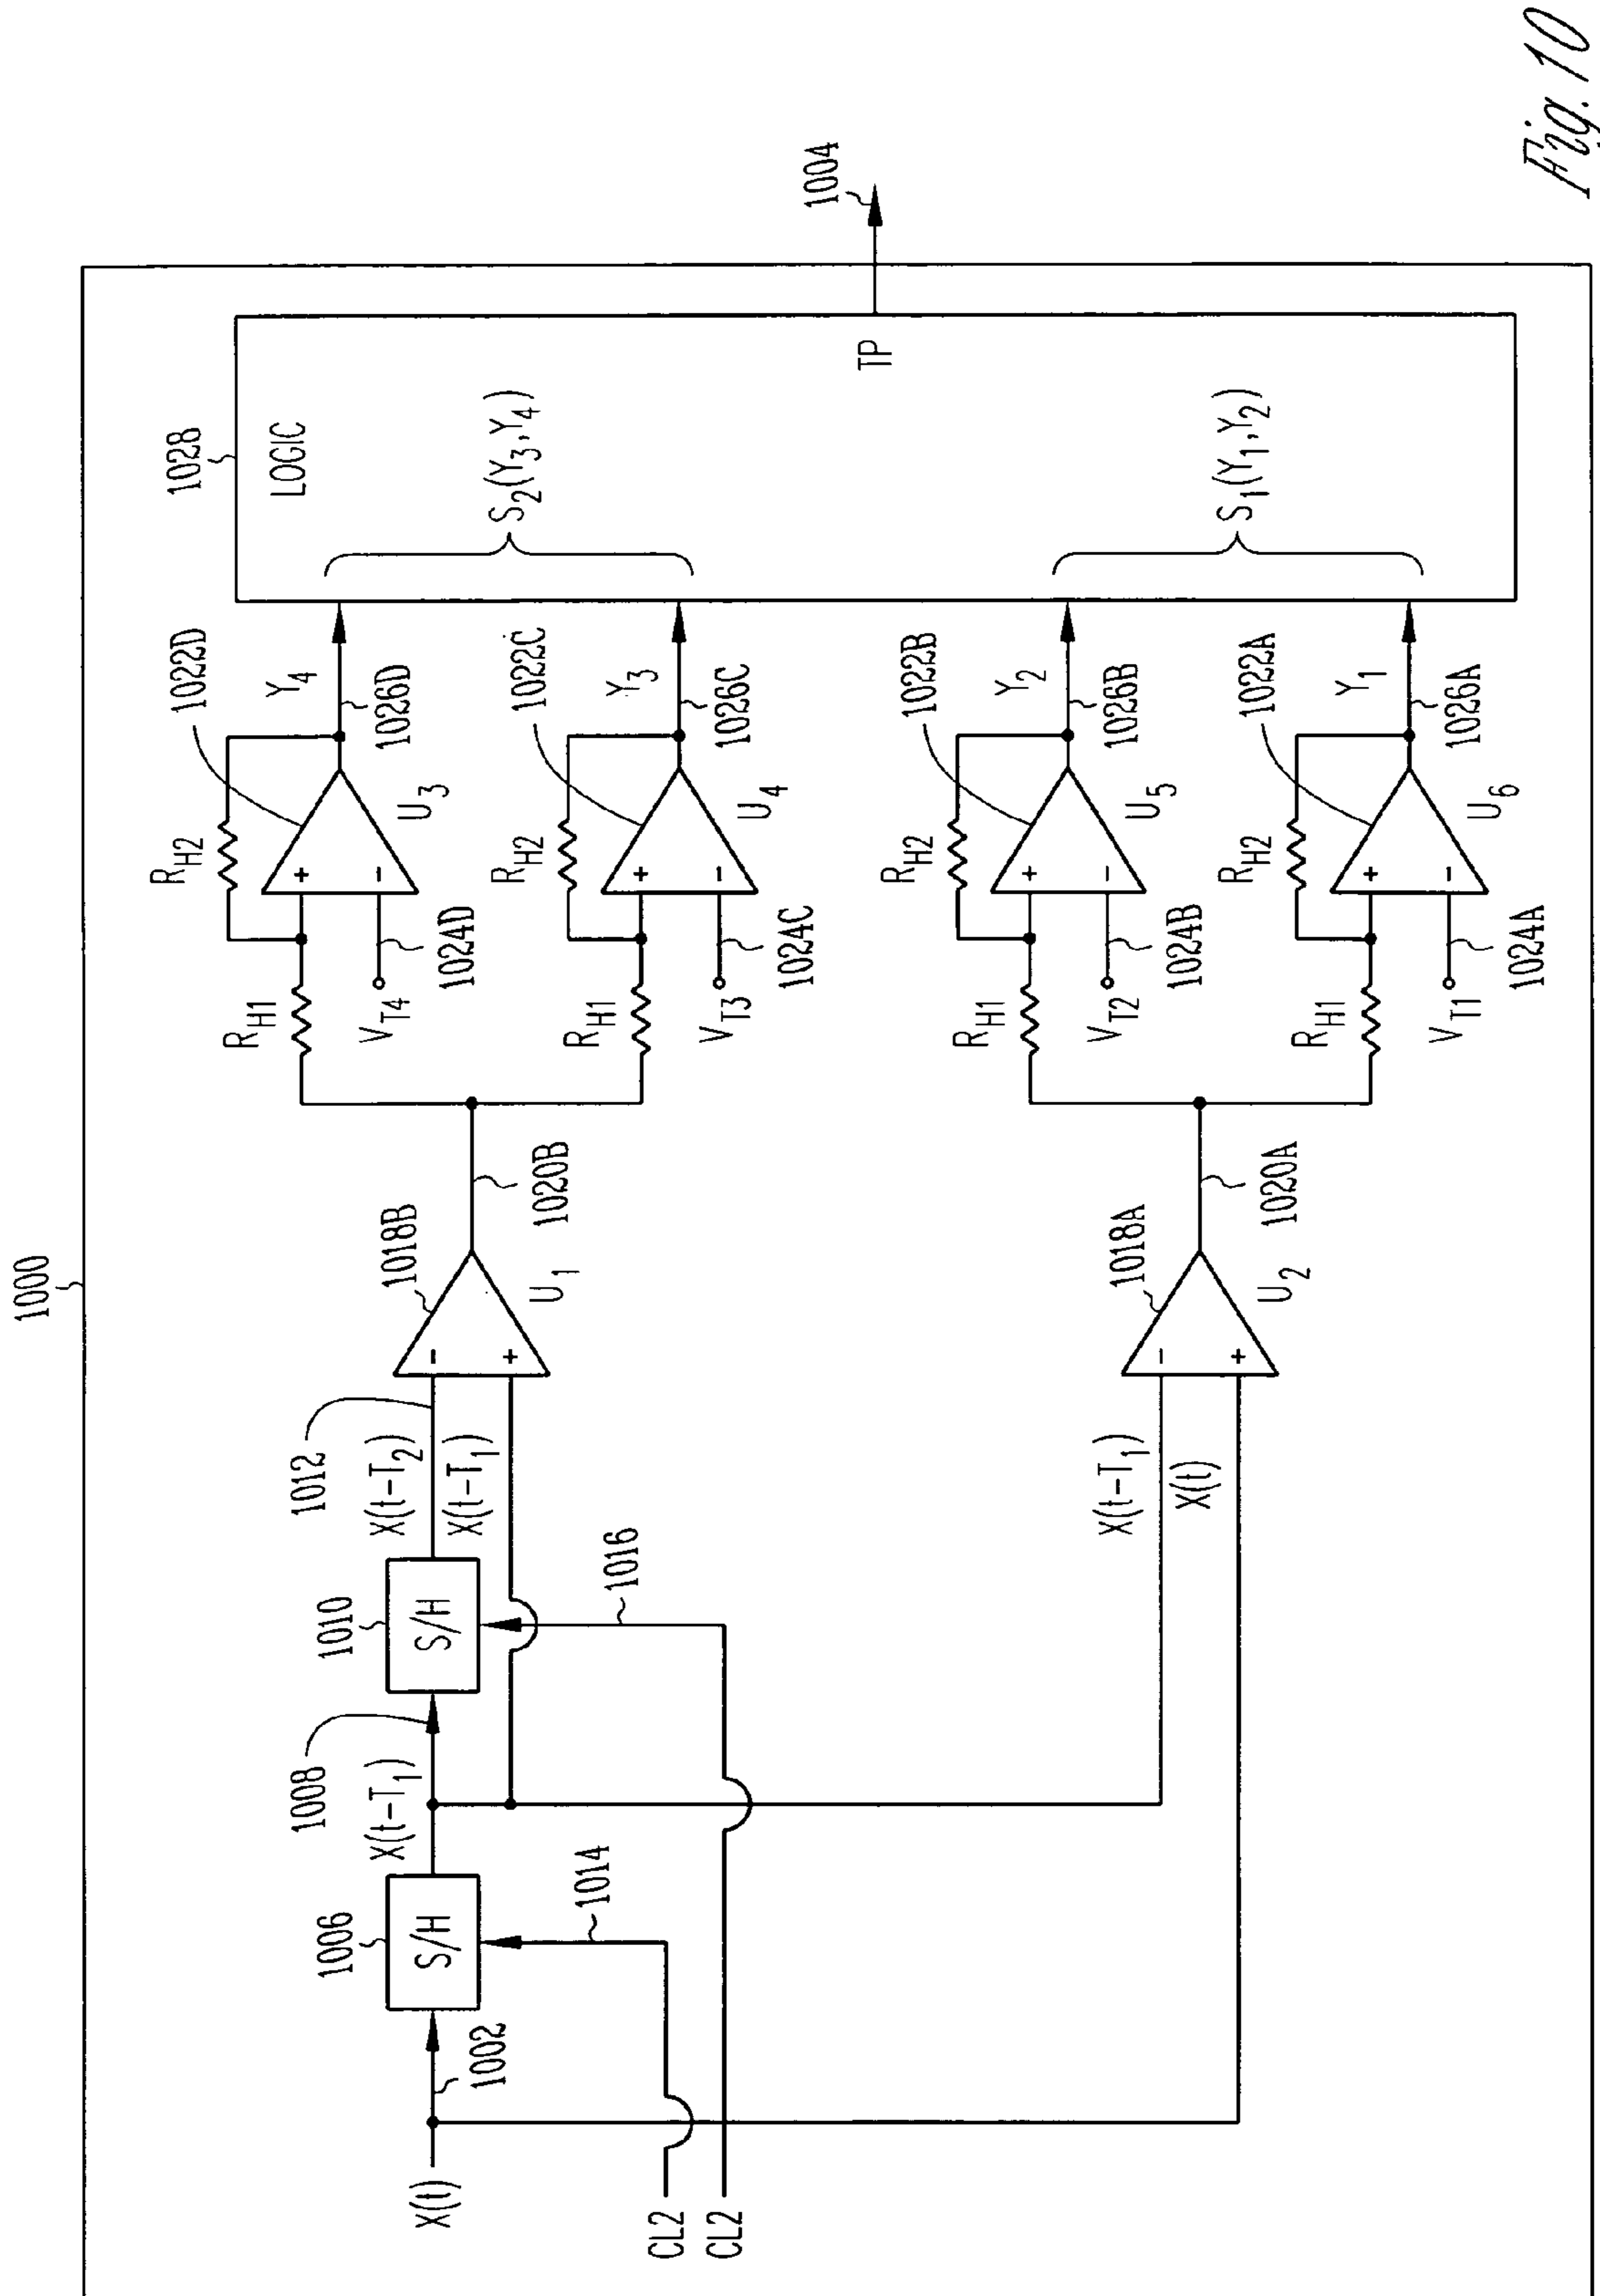 1000
1028
LOGIC
S2(Y3,Y4)
S1(Y1,Y2)
TP
1004
RH2
1022D
Y4
1026D
U3
RH1
VT4
1024D
RH2
1022C
Y3
1026C
U4
RH1
VT3
1024C
RH2
1022B
Y2
1026B
U5
RH1
VT2
1024B
RH2
1022A
Y1
1026A
U6
RH1
VT1
1024A
+
-
+
-
+
-
+
-
1018B
1020B
U1
-
+
1018A
1020A
U2
-
+
1012
X(t-T2)
X(t-T1)
X(t-T1)
X(t)
1010
S/H
1016
1008
X(t-T1)
1006
S/H
1014
1002
X(t)
CL2
CL2
Fig. 10